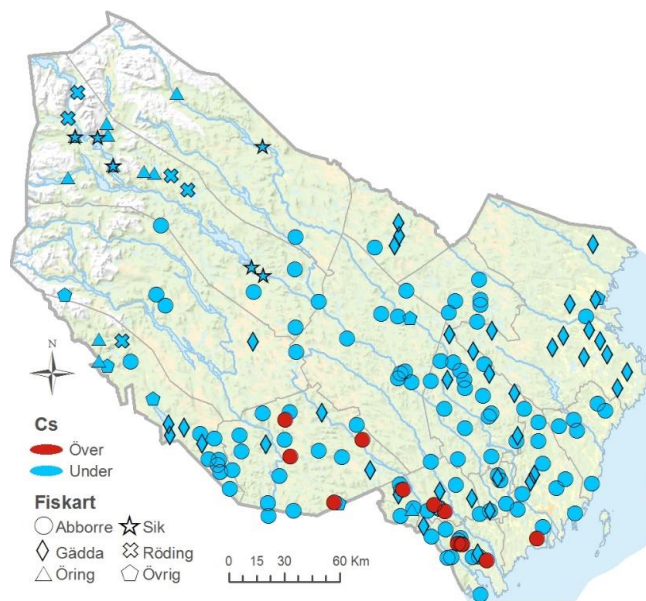 N
Cs
Över
Under
Fiskart
Abborre
Sik
Gädda
Röding
Öring
Övrig
0 15 30 60 Km